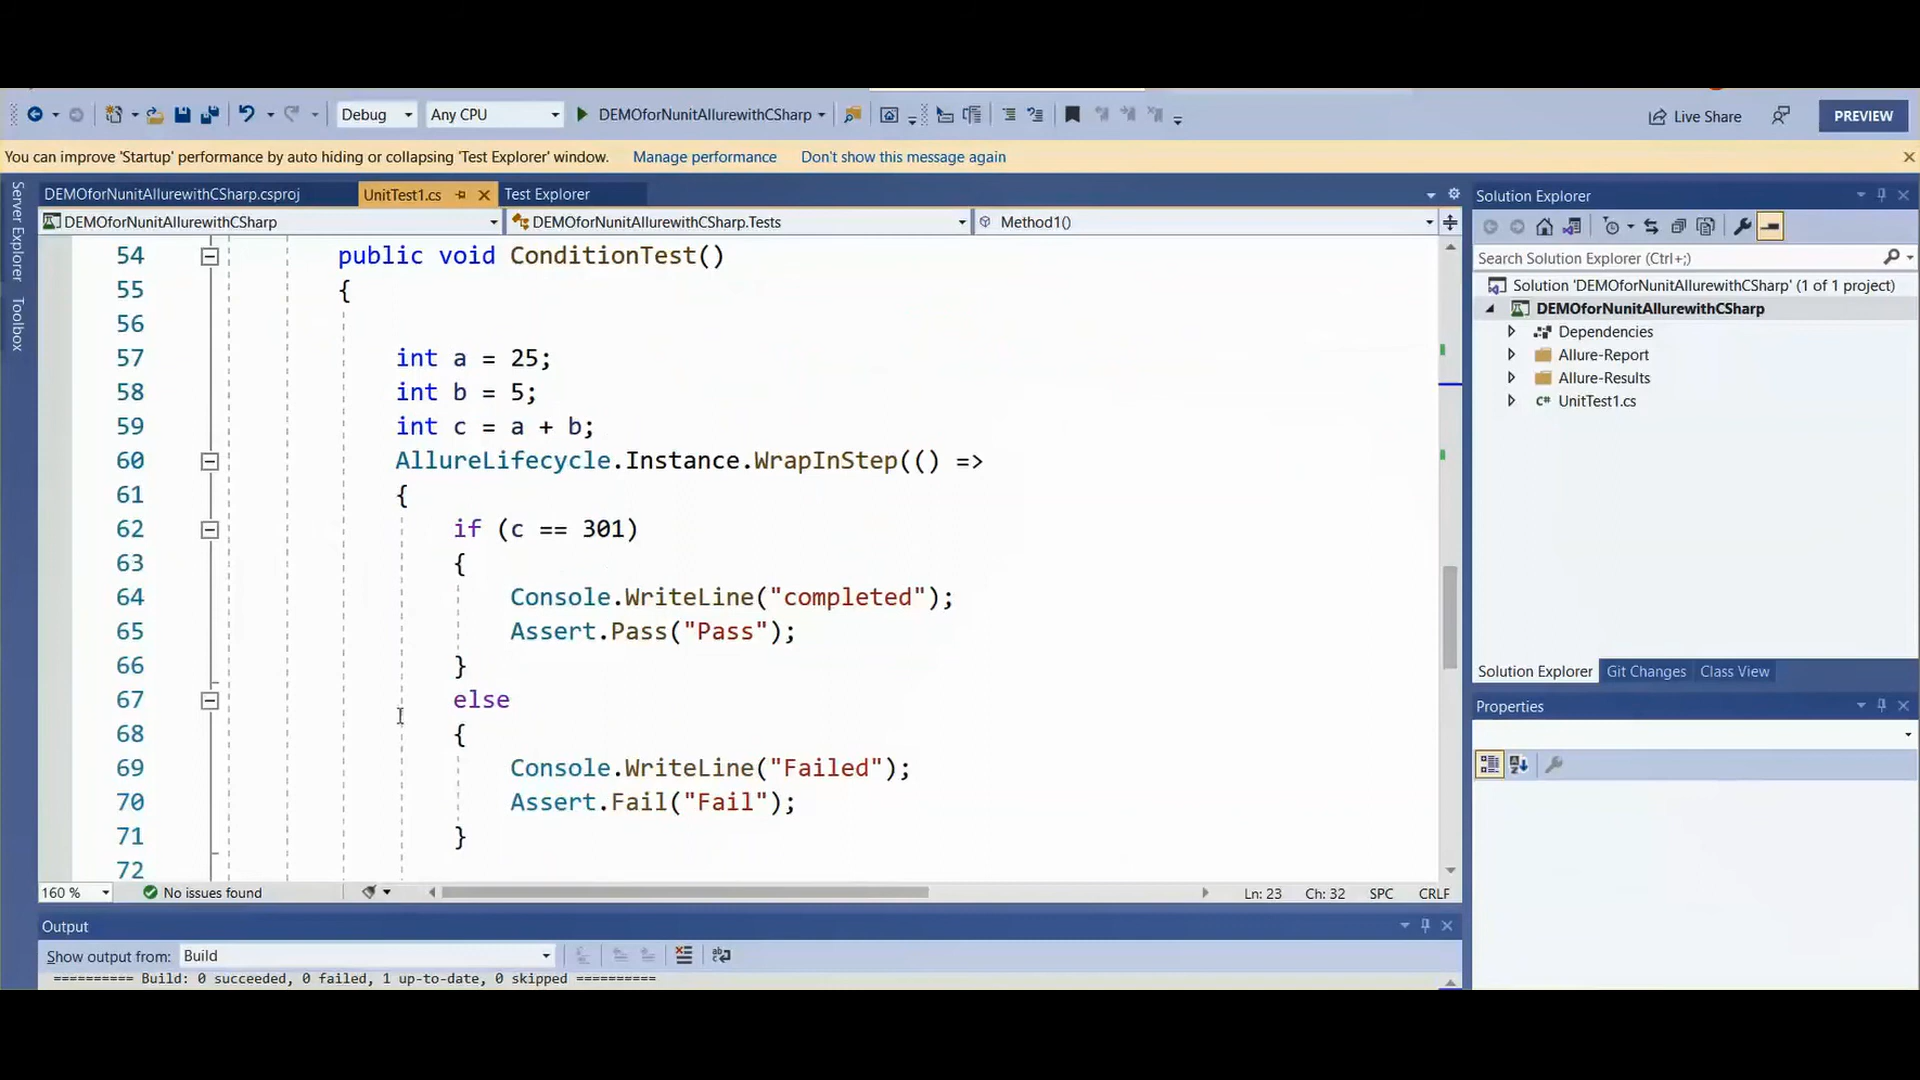 Debug
Any CPU
DEMOforNunitAllurewithCSharp
Live Share
PREVIEW
You can improve 'Startup' performance by auto hiding or collapsing 'Test Explorer' window.
Manage performance
Don't show this message again
Server Explorer
Toolbox
DEMOforNunitAllurewithCSharp.csproj
UnitTest1.cs
Test Explorer
DEMOforNunitAllurewithCSharp
DEMOforNunitAllurewithCSharp.Tests
Method1()
54 public void ConditionTest()
55 {
56
57 int a = 25;
58 int b = 5;
59 int c = a + b;
60 AllureLifecycle.Instance.WrapInStep(() =>
61 {
62 if (c == 301)
63 {
64 Console.WriteLine("completed");
65 Assert.Pass("Pass");
66 }
67 else
68 {
69 Console.WriteLine("Failed");
70 Assert.Fail("Fail");
71 }
72
160 %
No issues found
Ln: 23
Ch: 32
SPC
CRLF
Output
Show output from:
Build
========== Build: 0 succeeded, 0 failed, 1 up-to-date, 0 skipped ==========
Solution Explorer
Search Solution Explorer (Ctrl+;)
Solution 'DEMOforNunitAllurewithCSharp' (1 of 1 project)
DEMOforNunitAllurewithCSharp
Dependencies
Allure-Report
Allure-Results
C# UnitTest1.cs
Solution Explorer
Git Changes
Class View
Properties